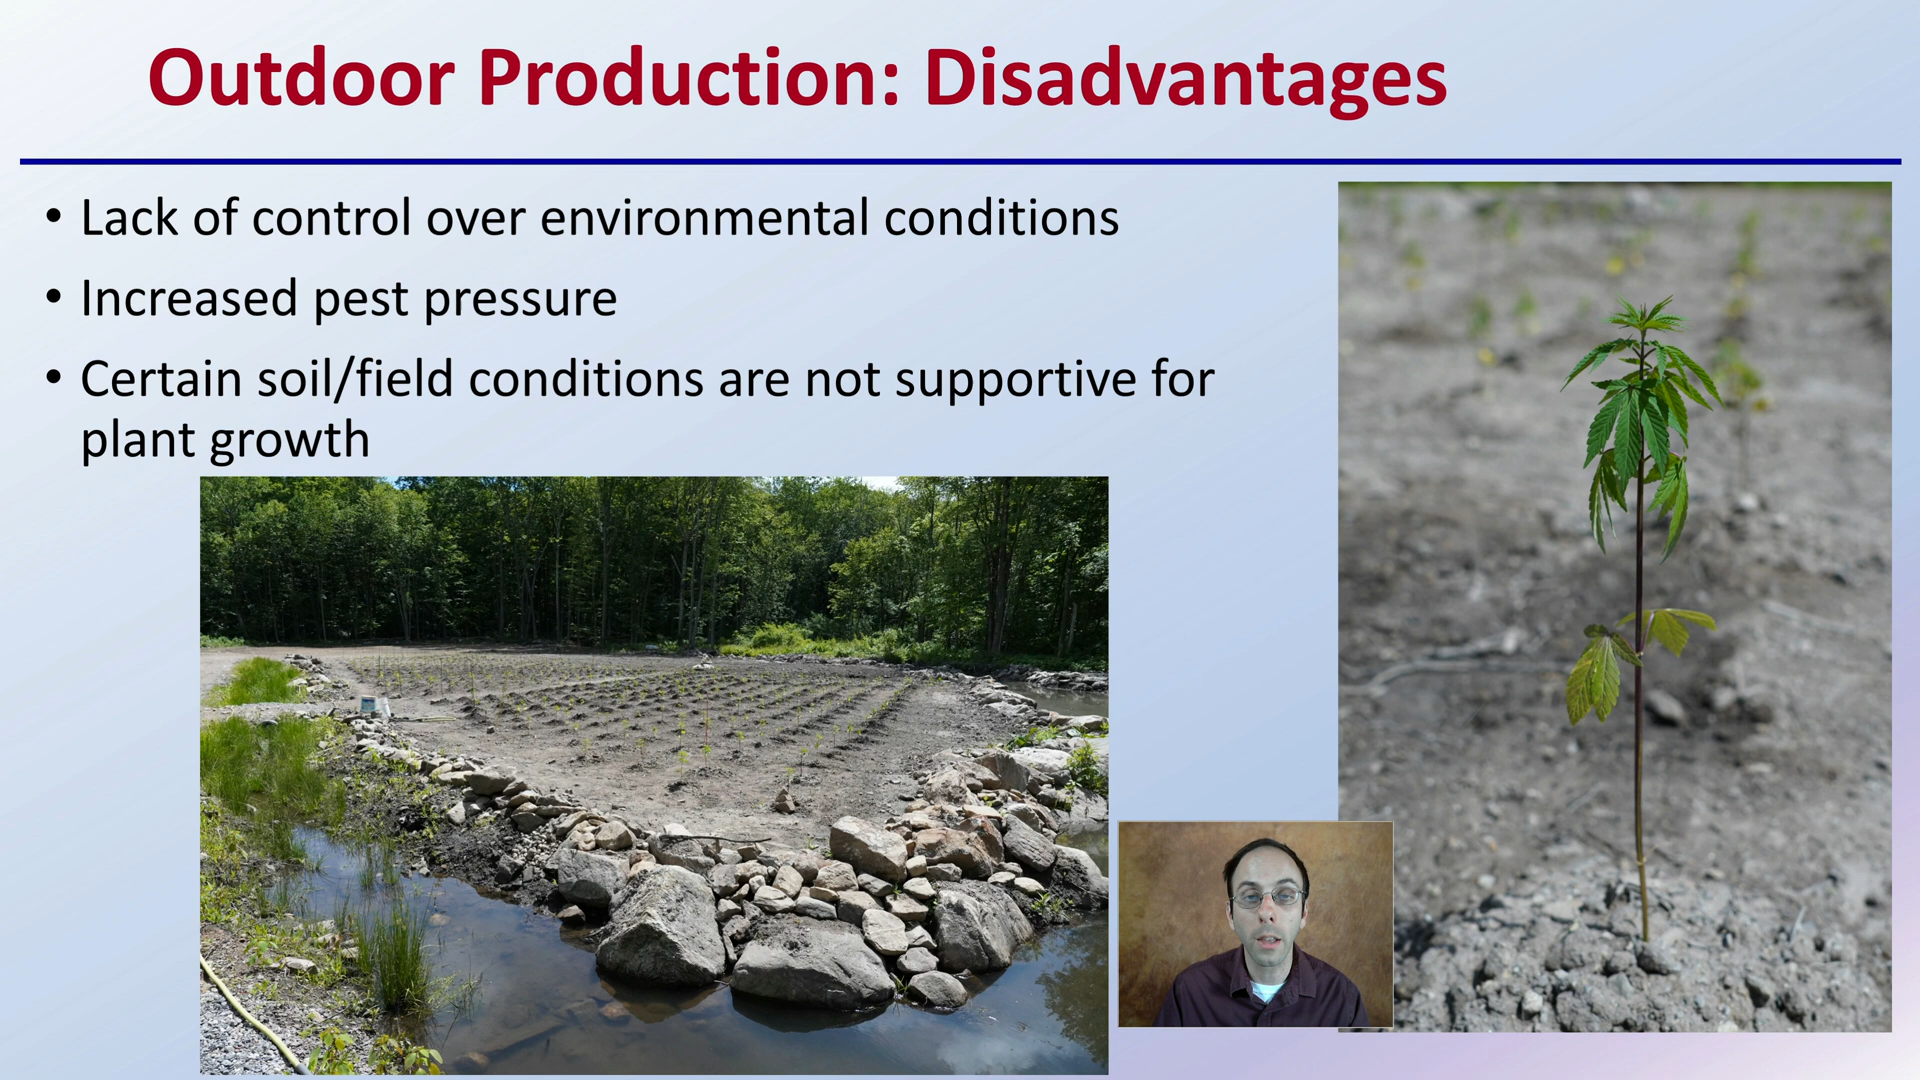 Outdoor Production: Disadvantages
• Lack of control over environmental conditions
• Increased pest pressure
• Certain soil/field conditions are not supportive for
plant growth